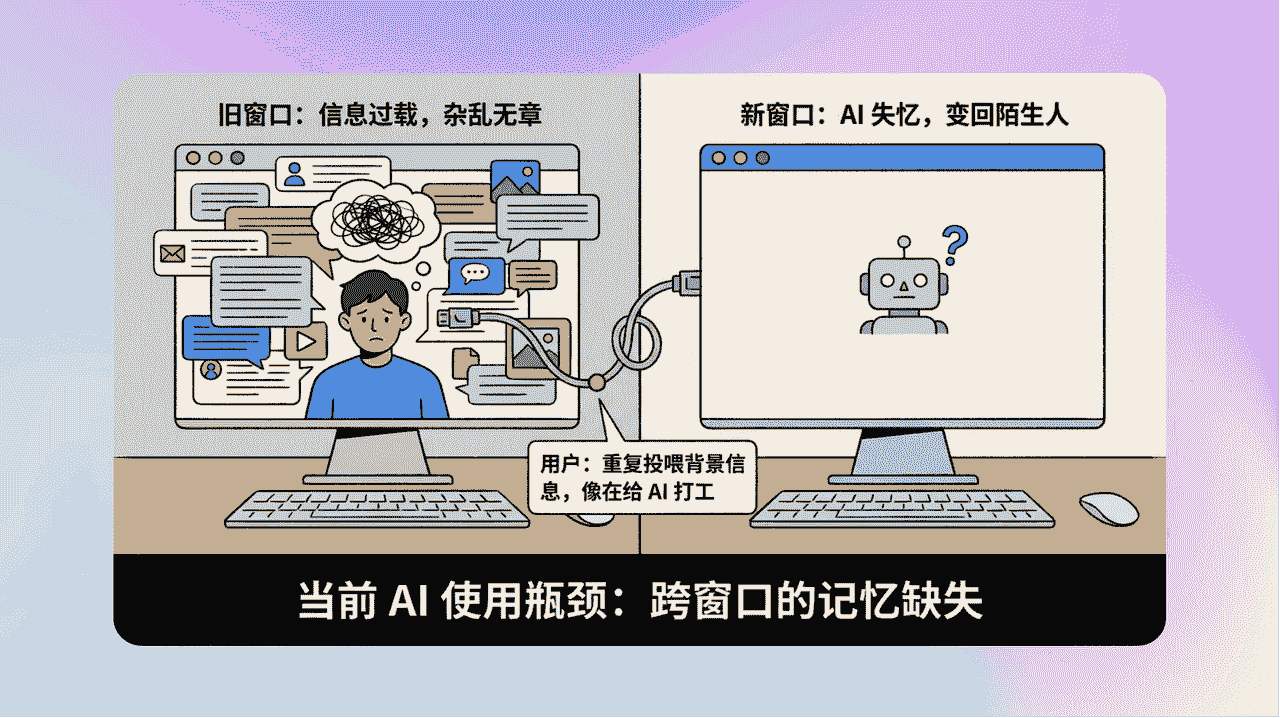 旧窗口：信息过载，杂乱无章
新窗口：AI 失忆，变回陌生人
?
用户：重复投喂背景信
息，像在给 AI 打工
当前 AI 使用瓶颈：跨窗口的记忆缺失